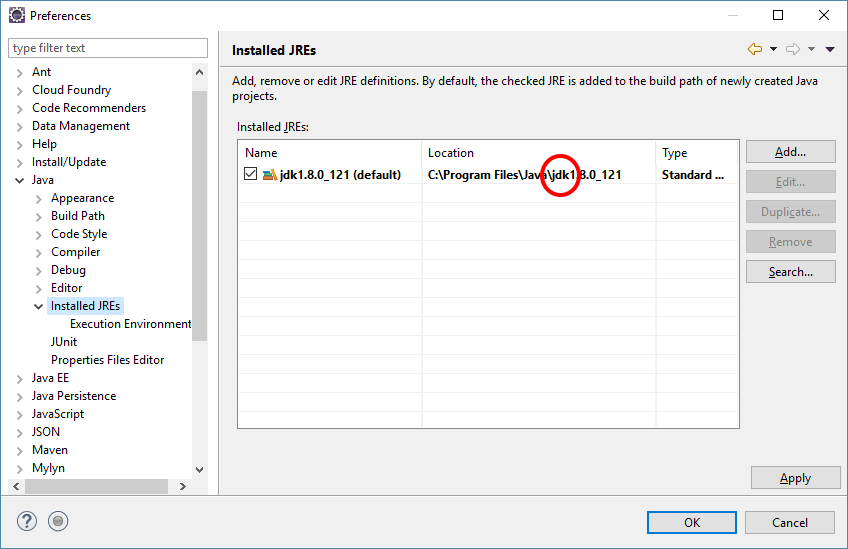 Preferences
type filter text
Ant
Cloud Foundry
Code Recommenders
Data Management
Help
Install/Update
Java
Appearance
Build Path
Code Style
Compiler
Debug
Editor
Installed JREs
Execution Environment
JUnit
Properties Files Editor
Java EE
Java Persistence
JavaScript
JSON
Maven
Mylyn
Installed JREs
Add, remove or edit JRE definitions. By default, the checked JRE is added to the build path of newly created Java
projects.
Installed JREs:
Name Location Type
jdk1.8.0_121 (default) C:\Program Files\Java\jdk1.8.0_121 Standard ...
Add...
Edit...
Duplicate...
Remove
Search...
Apply
? OK Cancel